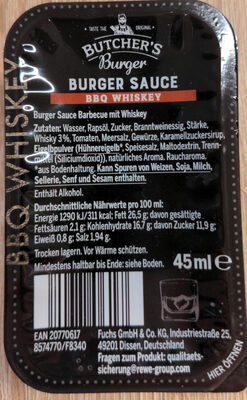 TASTE THE ORIGINAL
BUTCHER'S
Burger
BURGER SAUCE
BBQ WHISKEY
BBQ WHISKEY
Burger Sauce Barbecue mit Whiskey
Zutaten: Wasser, Rapsöl, Zucker, Branntweinessig, Stärke,
Whisky 3%, Tomaten, Meersalz, Gewürze, Karamellzuckersirup,
Eigelbpulver (Hühnereigelb*, Speisesalz, Maltodextrin, Trenn-
mittel (Siliciumdioxid)), natürliches Aroma, Raucharoma.
*aus Bodenhaltung. Kann Spuren von Weizen, Soja, Milch,
Sellerie, Senf und Sesam enthalten.
Enthält Alkohol.
Durchschnittliche Nährwerte pro 100 ml:
Energie 1290 kJ/311 kcal; Fett 26,5 g; davon gesättigte
Fettsäuren 2,1 g; Kohlenhydrate 16,7 g; davon Zucker 11,9 g;
Eiweiß 0,8 g; Salz 1,94 g.
Trocken lagern. Vor Wärme schützen.
Mindestens haltbar bis Ende: siehe Boden.
45ml e
HIER ÖFFNEN
EAN 20770617
8574770/F8340
Fuchs GmbH & Co. KG, Industriestraße 25,
49201 Dissen, Deutschland
Fragen zum Produkt: qualitaets-
sicherung@rewe-group.com